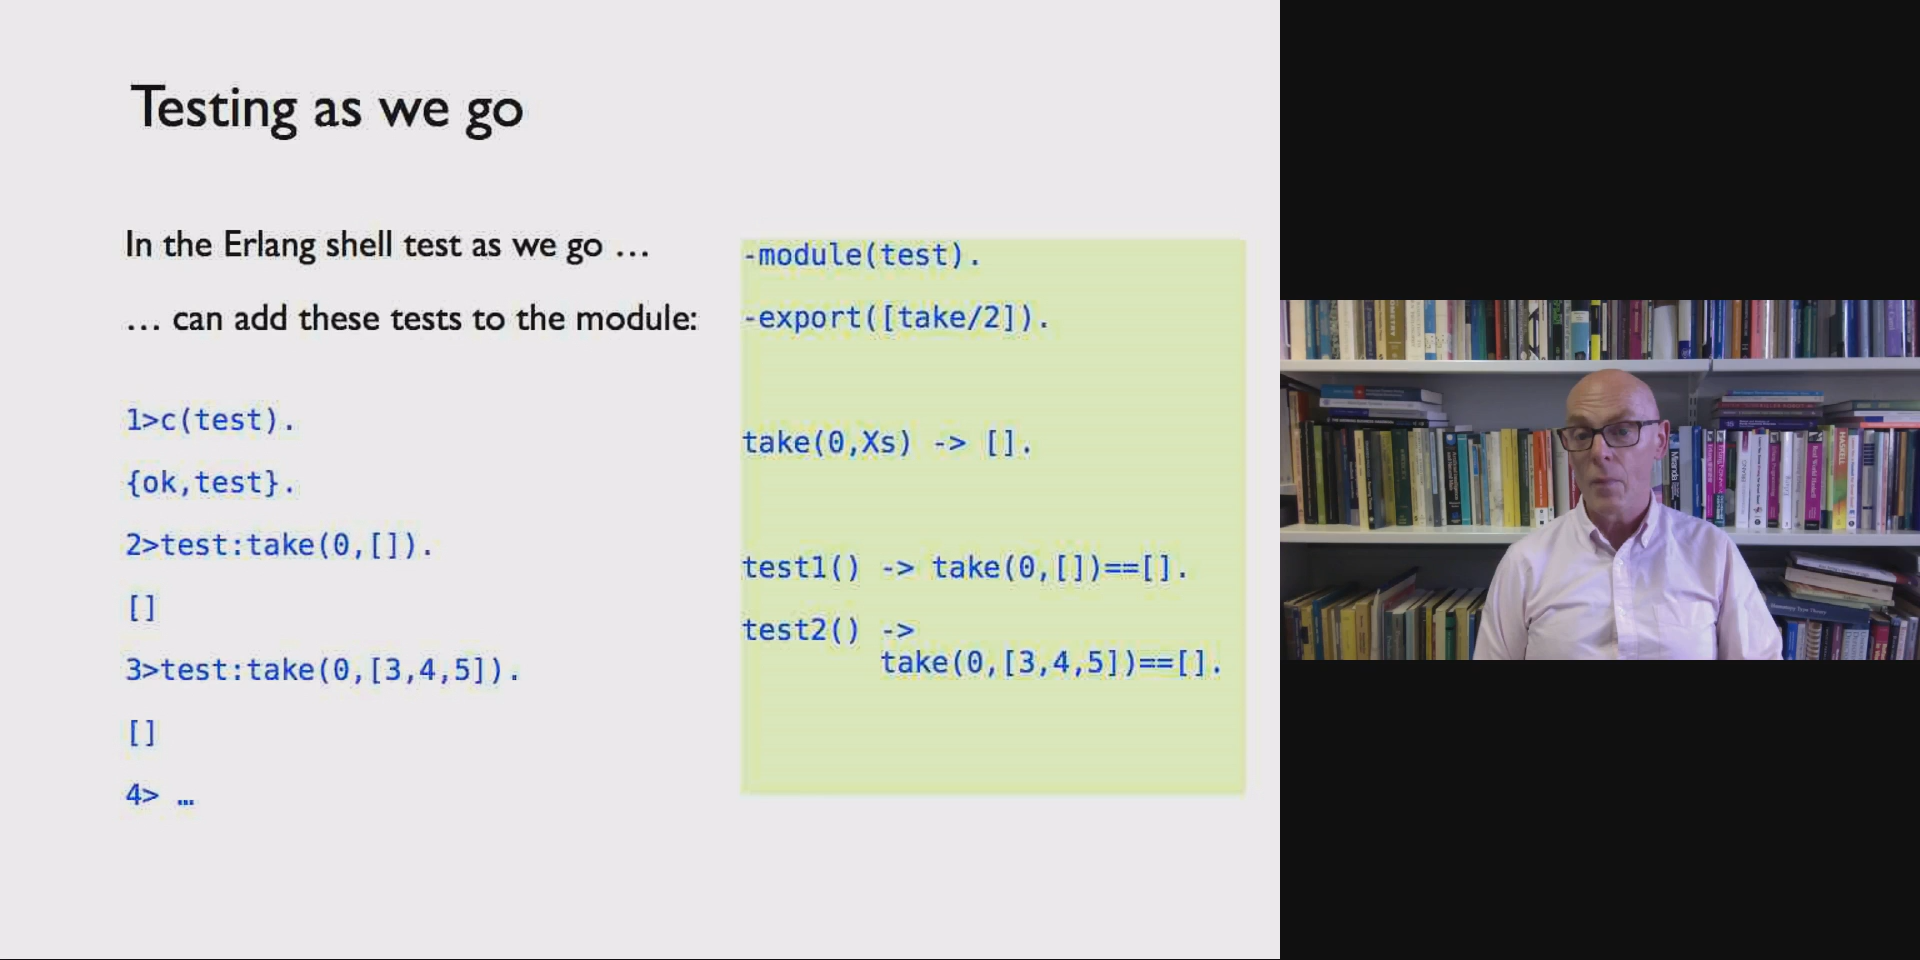 Testing as we go
In the Erlang shell test as we go …
… can add these tests to the module:
1>c(test).
{ok,test}.
2>test:take(0,[]).
[]
3>test:take(0,[3,4,5]).
[]
4> …
-module(test).
-export([take/2]).
take(0,Xs) -> [].
test1() -> take(0,[])==[].
test2() ->
take(0,[3,4,5])==[].
HASKELL
Miranda